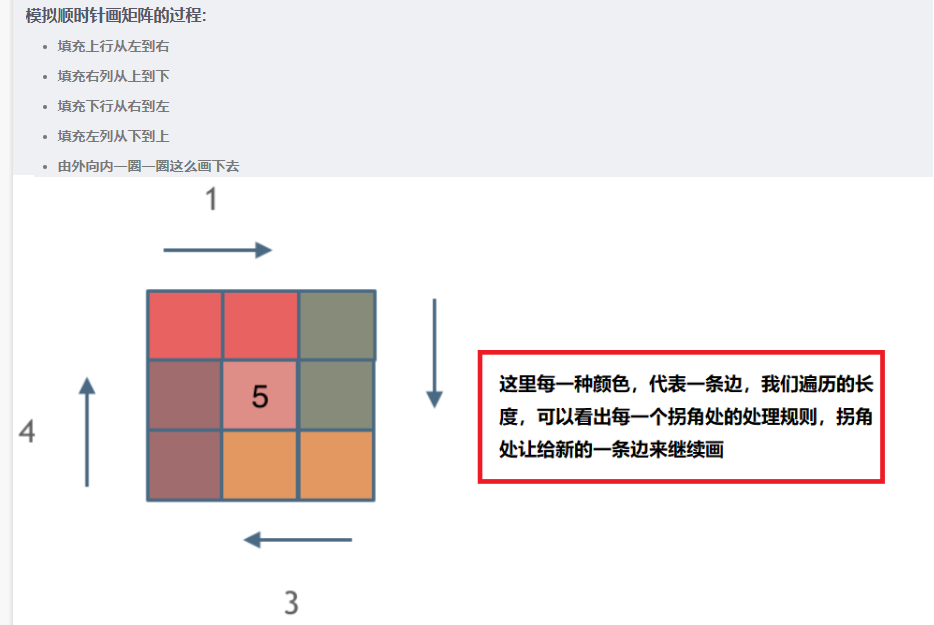 模拟顺时针画矩阵的过程:
填充上行从左到右
填充右列从上到下
填充下行从右到左
填充左列从下到上
由外向内一圈一圈这么画下去
1
5
这里每一种颜色，代表一条边，我们遍历的长
度，可以看出每一个拐角处的处理规则，拐角
处让给新的一条边来继续画
4
3